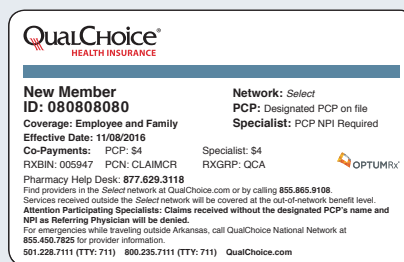 QualChoice®
HEALTH INSURANCE
New Member
ID: 080808080
Coverage: Employee and Family
Effective Date: 11/08/2016
Network: Select
PCP: Designated PCP on file
Specialist: PCP NPI Required
Co-Payments: PCP: $4 Specialist: $4
RXBIN: 005947 PCN: CLAIMCR RXGRP: QCA
OPTUMRx
Pharmacy Help Desk: 877.629.3118
Find providers in the Select network at QualChoice.com or by calling 855.865.9108.
Services received outside the Select network will be covered at the out-of-network benefit level.
Attention Participating Specialists: Claims received without the designated PCP's name and
NPI as Referring Physician will be denied.
For emergencies while traveling outside Arkansas, call QualChoice National Network at
855.450.7825 for provider information.
501.228.7111 (TTY: 711) 800.235.7111 (TTY: 711) QualChoice.com